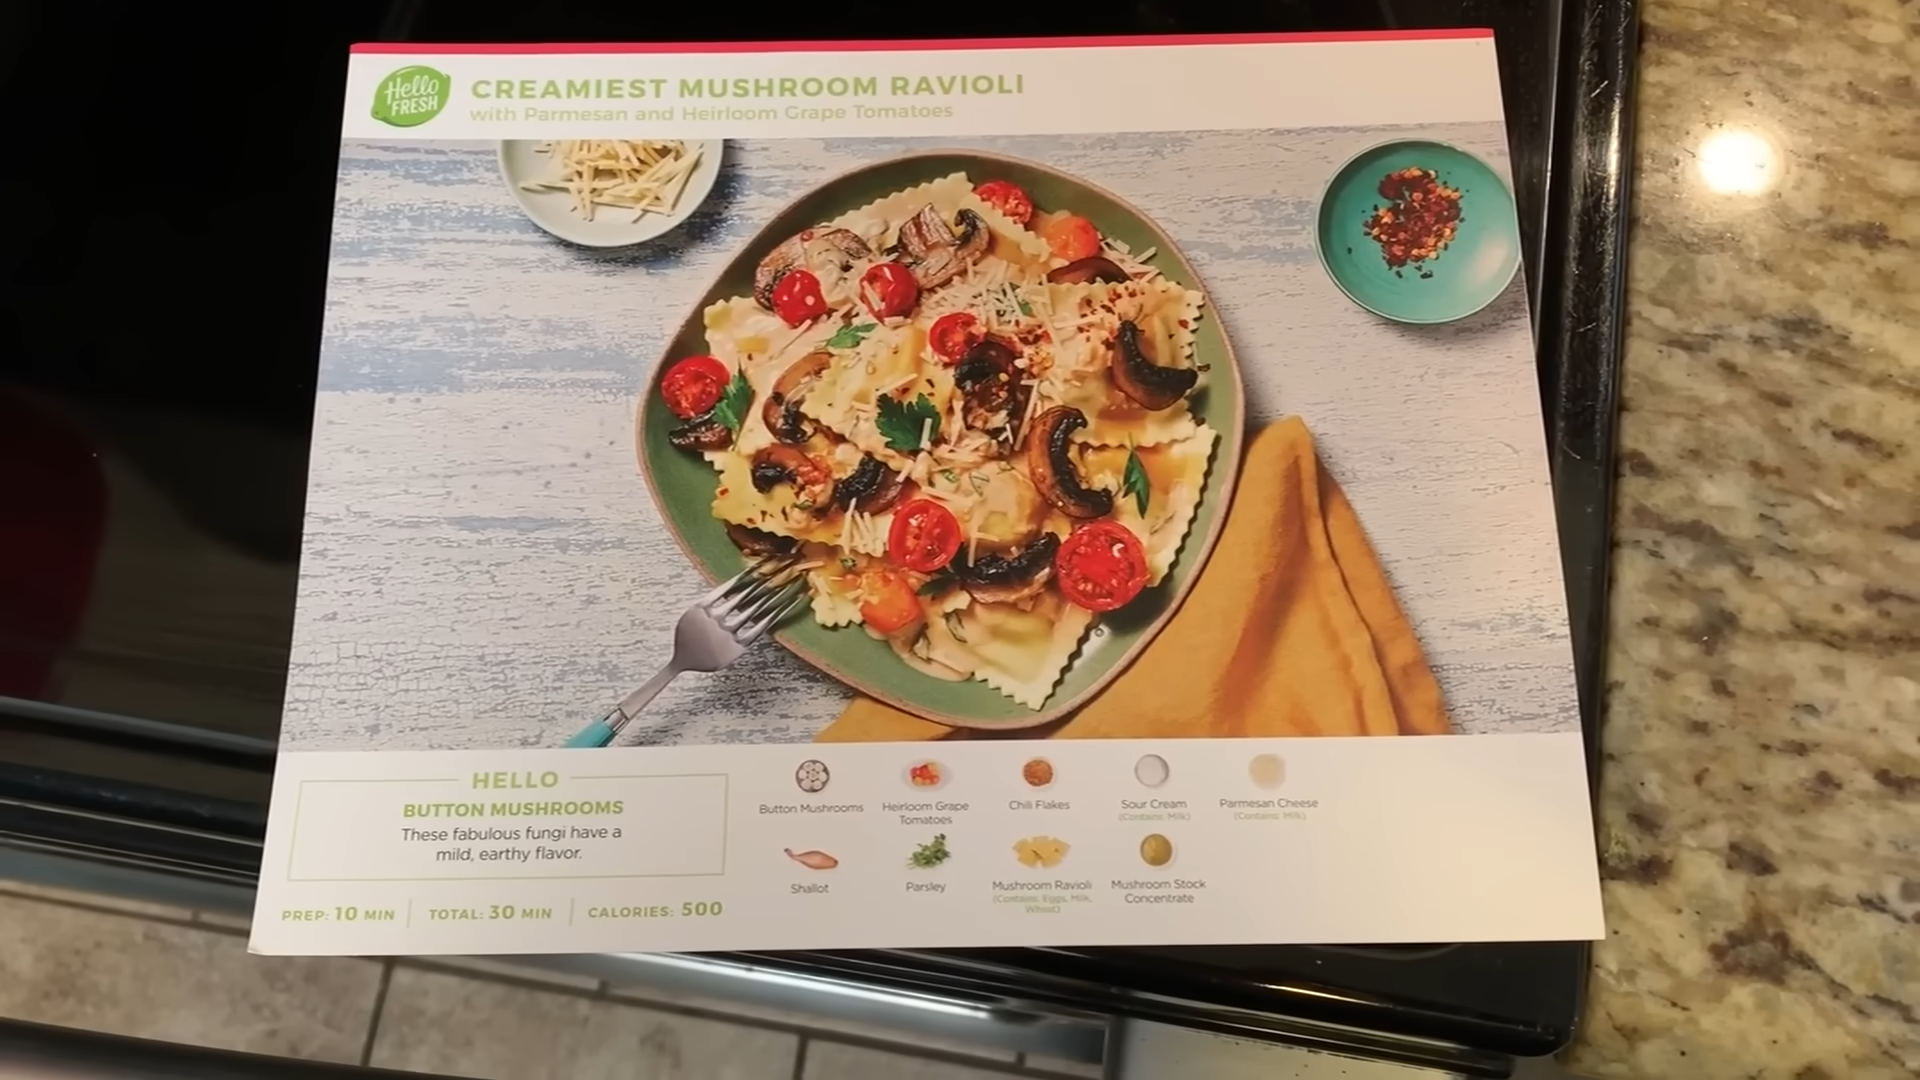 Hello
FRESH
CREAMIEST MUSHROOM RAVIOLI
with Parmesan and Heirloom Grape Tomatoes
HELLO
BUTTON MUSHROOMS
These fabulous fungi have a
mild, earthy flavor.
PREP: 10 MIN
TOTAL: 30 MIN
CALORIES: 500
Button Mushrooms
Heirloom Grape
Tomatoes
Chili Flakes
Sour Cream
(Contains: Milk)
Parmesan Cheese
(Contains: Milk)
Shallot
Parsley
Mushroom Ravioli
(Contains: Eggs, Milk,
Wheat)
Mushroom Stock
Concentrate